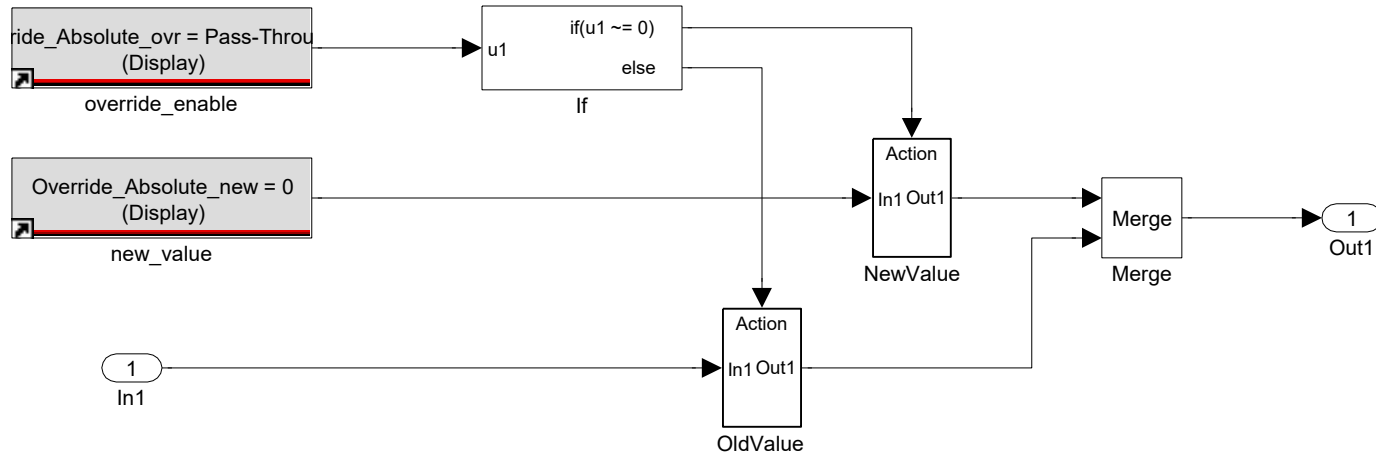 ride_Absolute_ovr = Pass-Throu
(Display)
override_enable
u1
if(u1 ~= 0)
else
If
Override_Absolute_new = 0
(Display)
new_value
Action
In1 Out1
NewValue
Merge
Merge
1
Out1
Action
In1 Out1
OldValue
1
In1